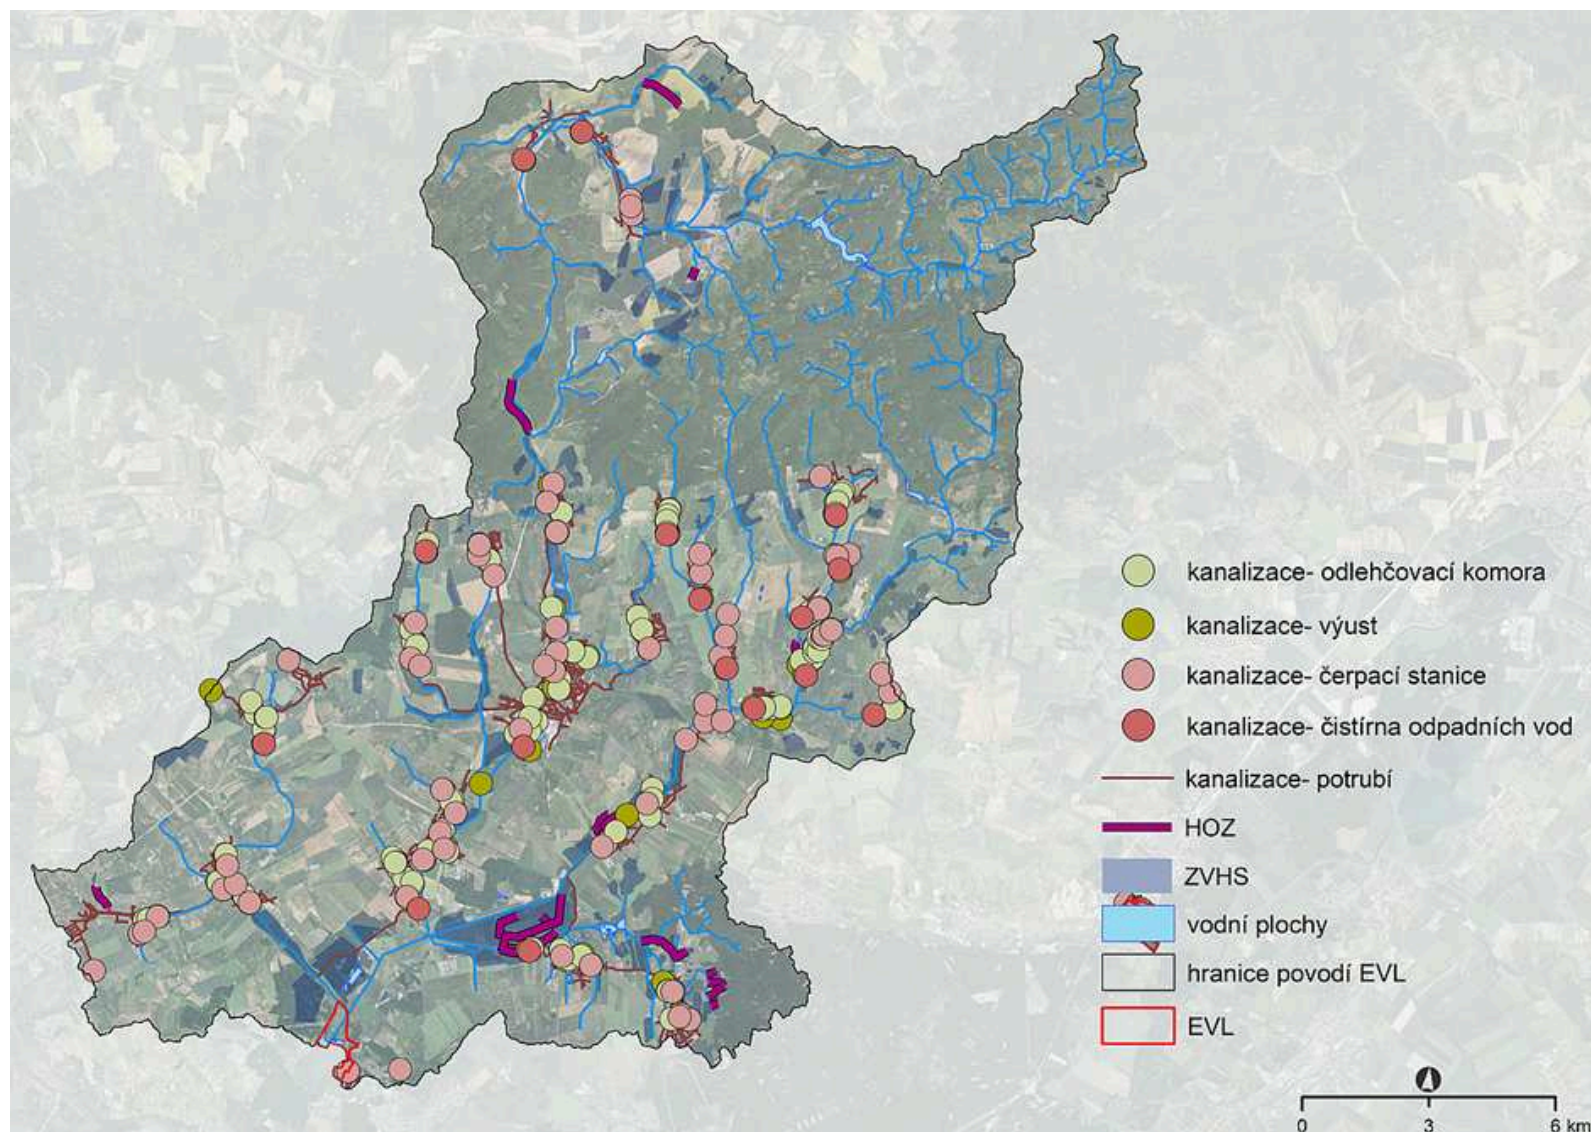 kanalizace- odlehčovací komora
kanalizace- výust
kanalizace- čerpací stanice
kanalizace- čistírna odpadních vod
kanalizace- potrubí
HOZ
ZVHS
vodní plochy
hranice povodí EVL
EVL
0 3 6 km